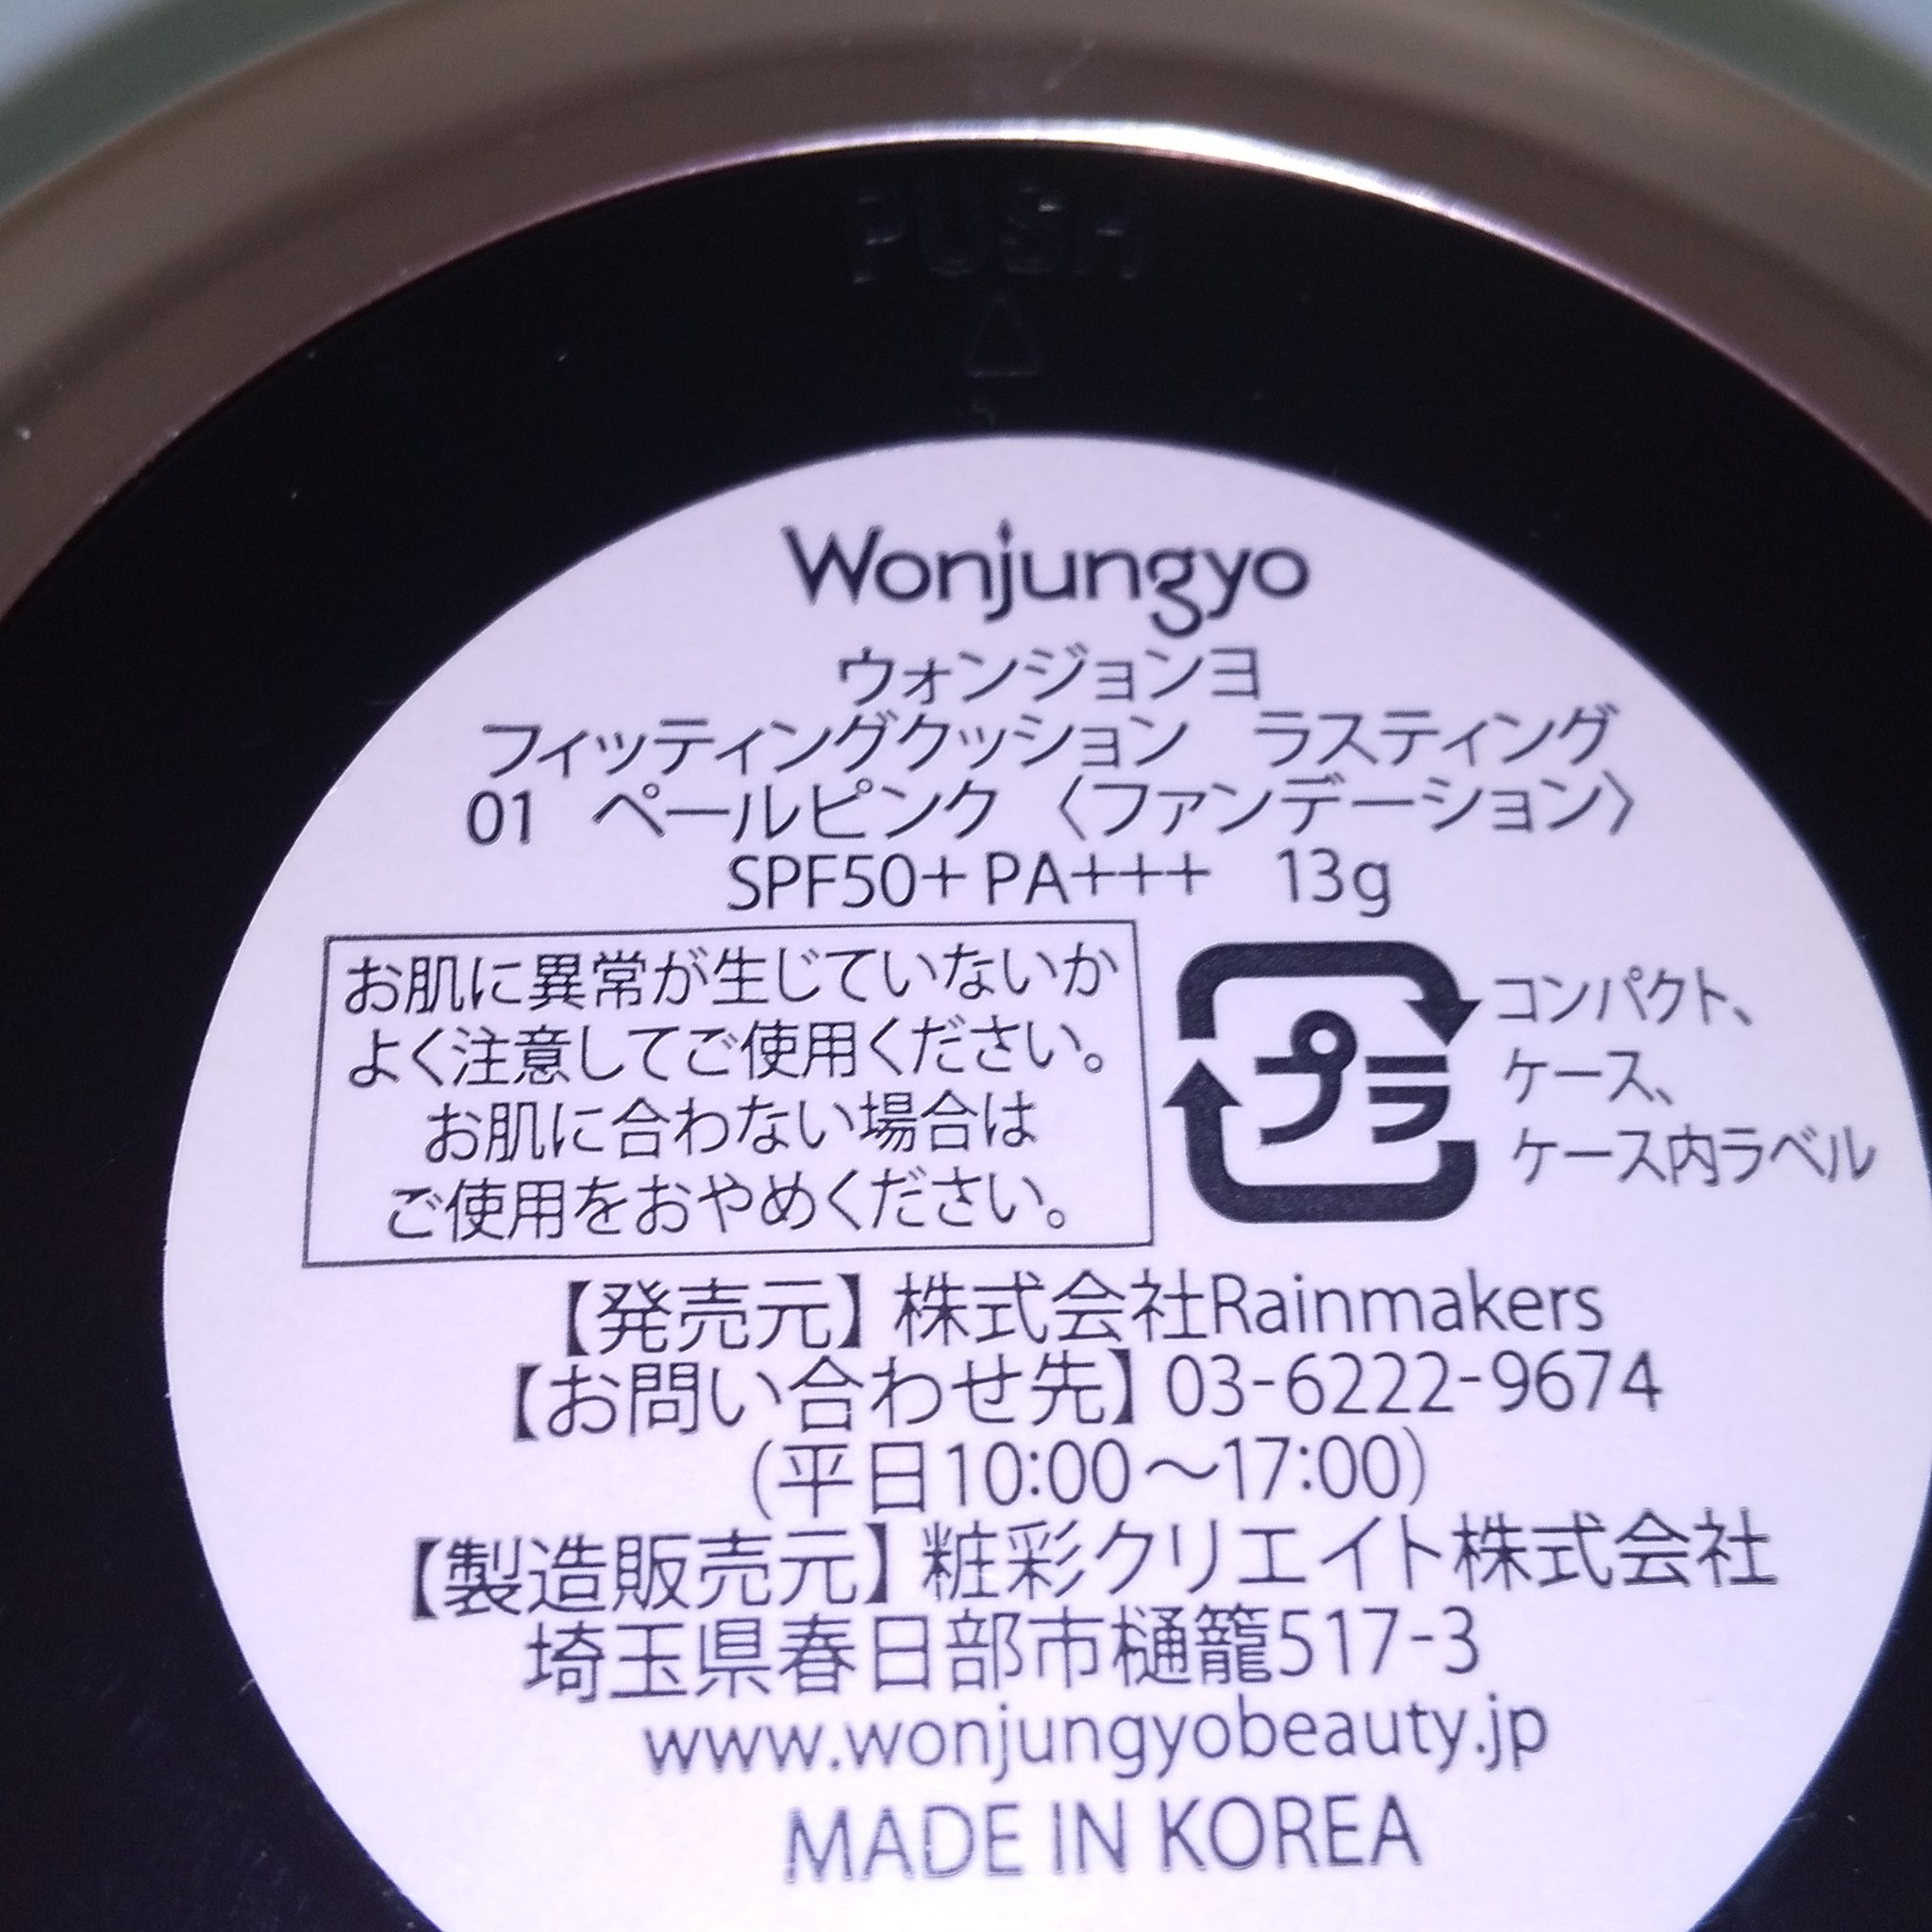 PUSH
Wonjungyo
ウォンジョンヨ
フィッティングクッション ラスティング
01 ペールピンク 〈ファンデーション〉
SPF50+ PA+++ 13g
お肌に異常が生じていないか
よく注意してご使用ください。
お肌に合わない場合は
ご使用をおやめください。
プラ
コンパクト、
ケース、
ケース内ラベル
【発売元】株式会社Rainmakers
【お問い合わせ先】03-6222-9674
(平日10:00～17:00)
【製造販売元】粧彩クリエイト株式会社
埼玉県春日部市樋籠517-3
www.wonjungyobeauty.jp
MADE IN KOREA